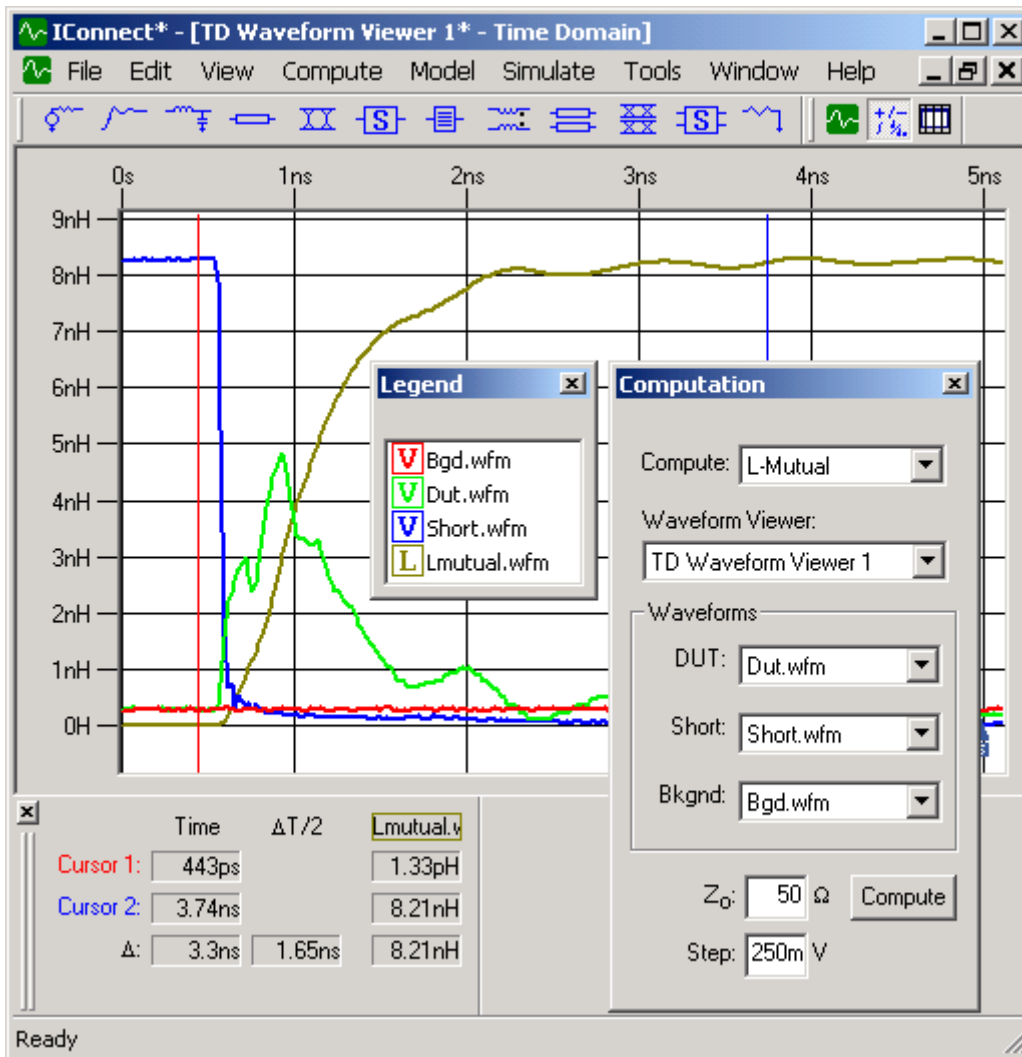 IConnect* - [TD Waveform Viewer 1* - Time Domain]
File Edit View Compute Model Simulate Tools Window Help
S S
0s 1ns 2ns 3ns 4ns 5ns
9nH
8nH
7nH
6nH
5nH
4nH
3nH
2nH
1nH
0H
Legend
V Bgd.wfm
V Dut.wfm
V Short.wfm
L Lmutual.wfm
Computation
Compute: L-Mutual
Waveform Viewer:
TD Waveform Viewer 1
Waveforms
DUT: Dut.wfm
Short: Short.wfm
Bkgnd: Bgd.wfm
Zo: 50 Ω Compute
Step: 250m V
Time ΔT/2 Lmutual.w
Cursor 1: 443ps 1.33pH
Cursor 2: 3.74ns 8.21nH
Δ: 3.3ns 1.65ns 8.21nH
Ready